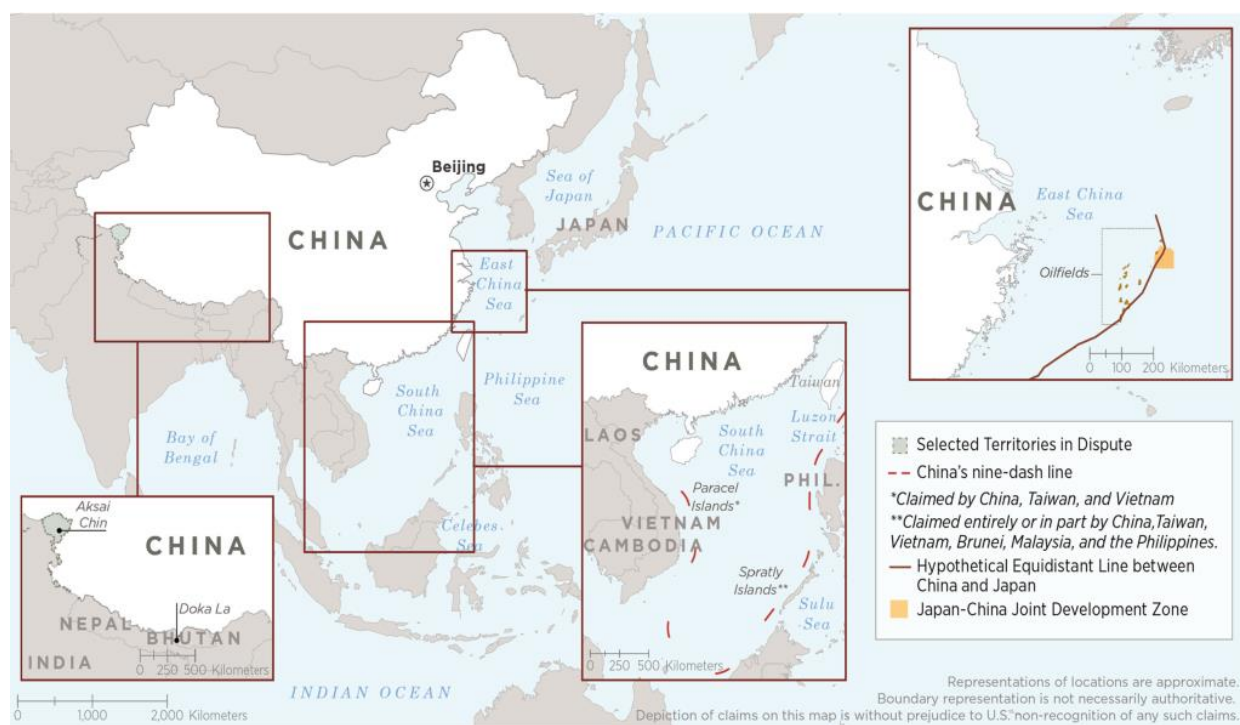 Beijing
Sea of
Japan
JAPAN
PACIFIC OCEAN
CHINA
East
China
Sea
Philippine
Sea
South
China
Sea
Bay of
Bengal
Celebes
Sea
INDIAN OCEAN
0 1,000 2,000 Kilometers
CHINA
East China
Sea
Oilfields
0 100 200 Kilometers
CHINA
Taiwan
LAOS
South
China
Sea
Luzon
Strait
PHIL.
Paracel
Islands*
VIETNAM
CAMBODIA
Spratly
Islands**
Sulu
Sea
0 250 500 Kilometers
Aksai
Chin
CHINA
Doka La
NEPAL
BHUTAN
INDIA
0 250 500 Kilometers
Selected Territories in Dispute
China's nine-dash line
*Claimed by China, Taiwan, and Vietnam
**Claimed entirely or in part by China,Taiwan,
Vietnam, Brunei, Malaysia, and the Philippines.
Hypothetical Equidistant Line between
China and Japan
Japan-China Joint Development Zone
Representations of locations are approximate.
Boundary representation is not necessarily authoritative.
Depiction of claims on this map is without prejudice to U.S."non-recognition of any such claims.